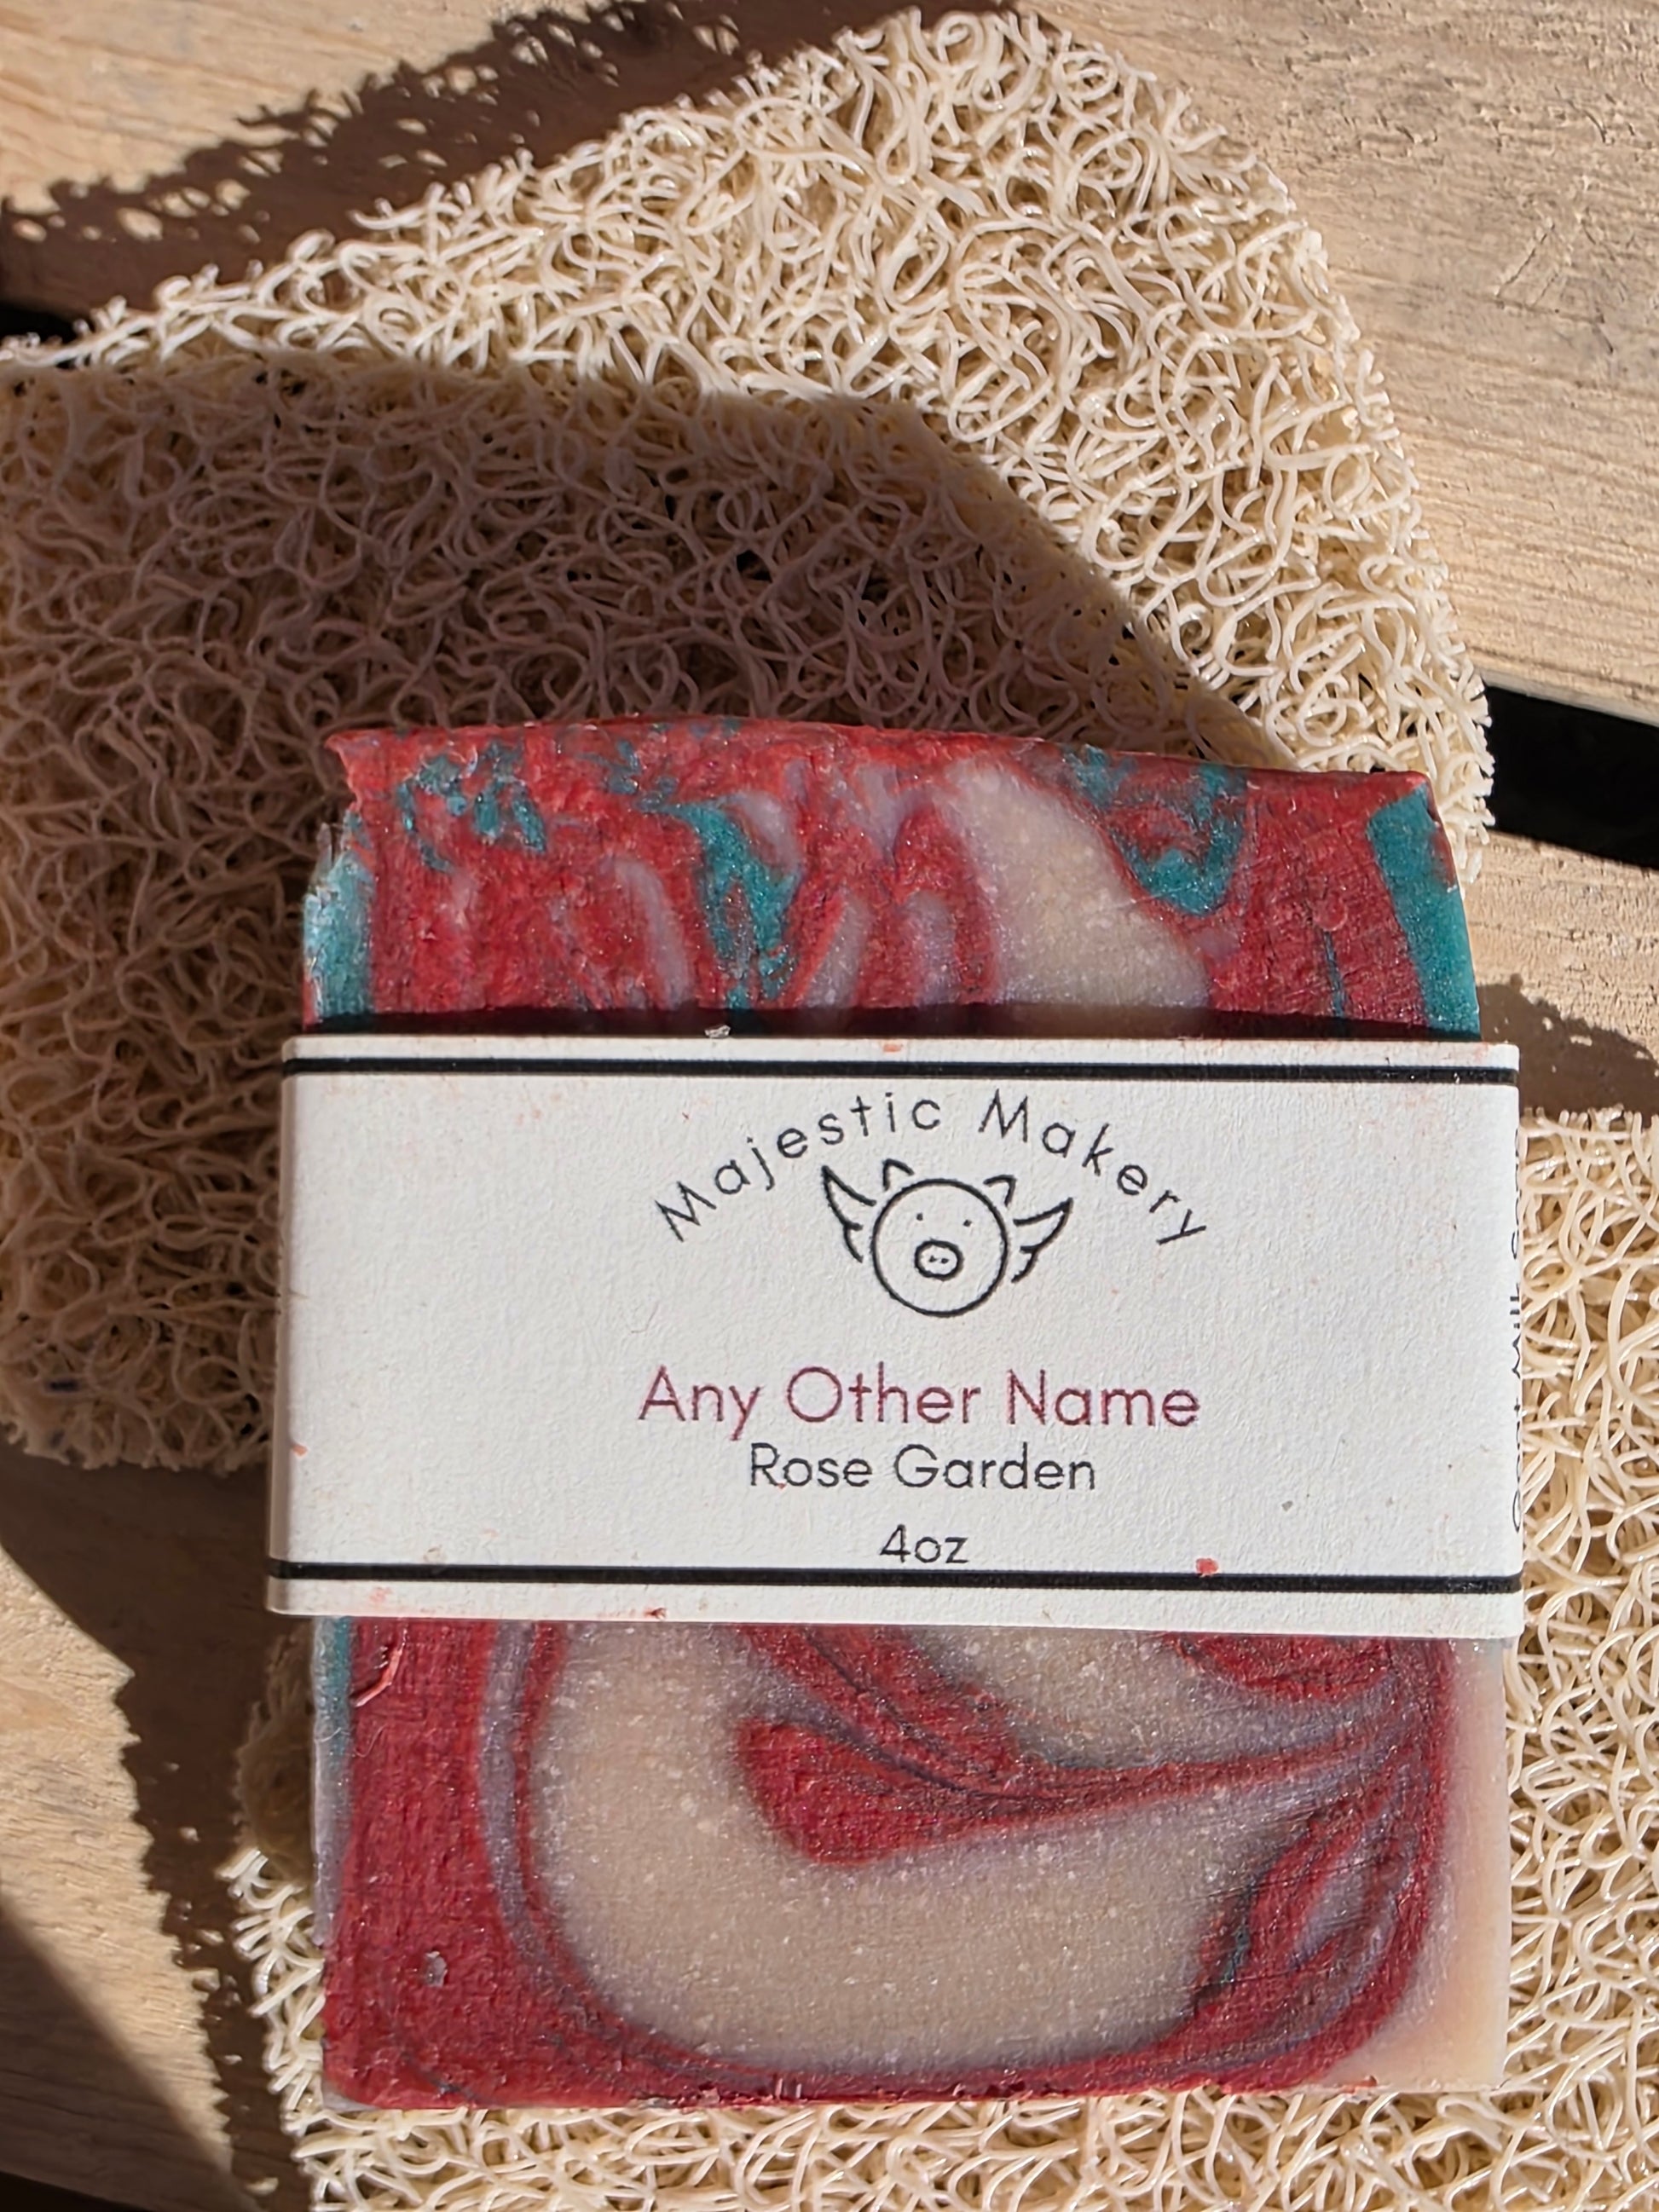 Majestic Makery
Any Other Name
Rose Garden
4oz